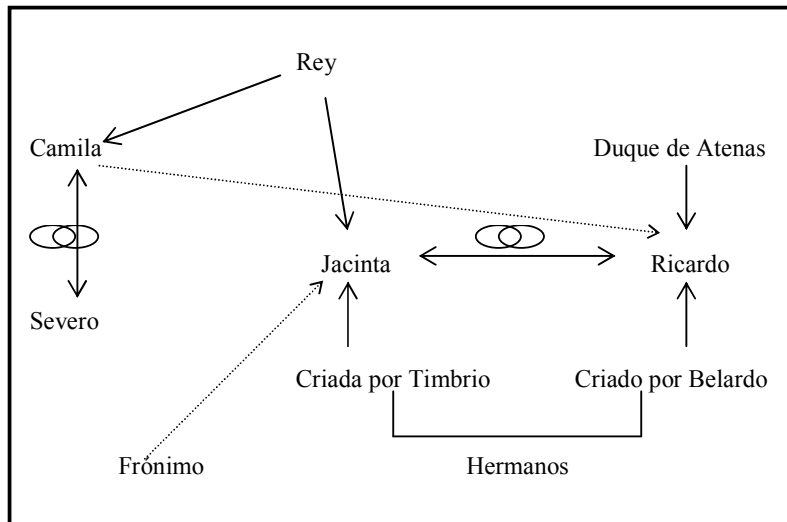 Rey
Camila
Duque de Atenas
Jacinta
Ricardo
Severo
Criada por Timbrio
Criado por Belardo
Frónimo
Hermanos